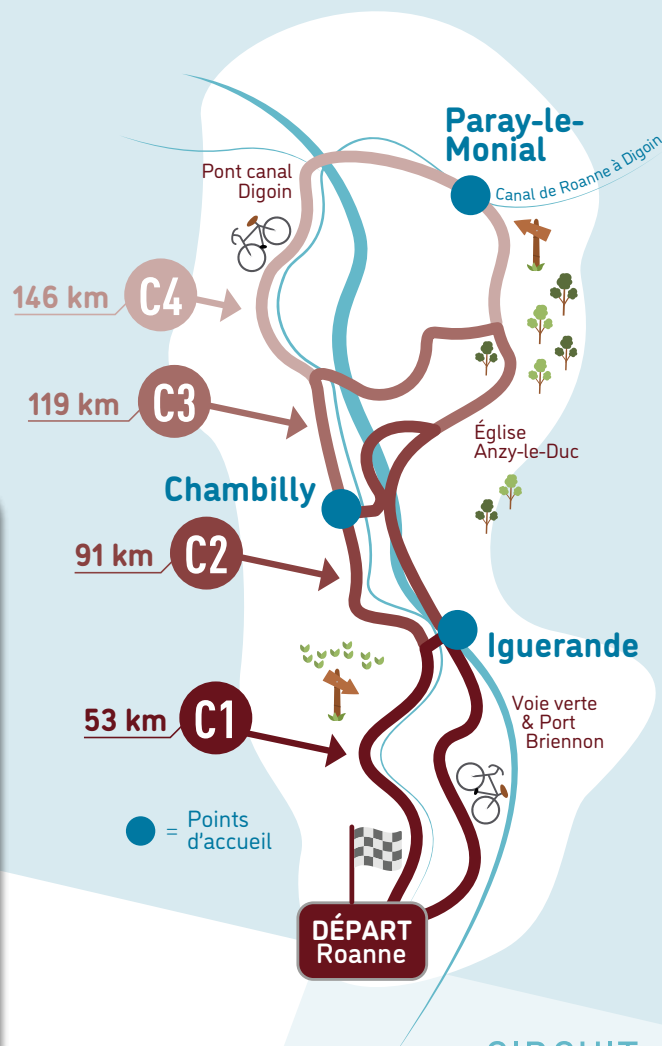 Paray-le-
Monial
Canal de Roanne à Digoin
Pont canal
Digoin
146 km
C4
119 km
C3
Église
Anzy-le-Duc
Chambilly
91 km
C2
Iguerande
Voie verte
& Port
Briennon
53 km
C1
= Points
d'accueil
DÉPART
Roanne
CIRCUIT